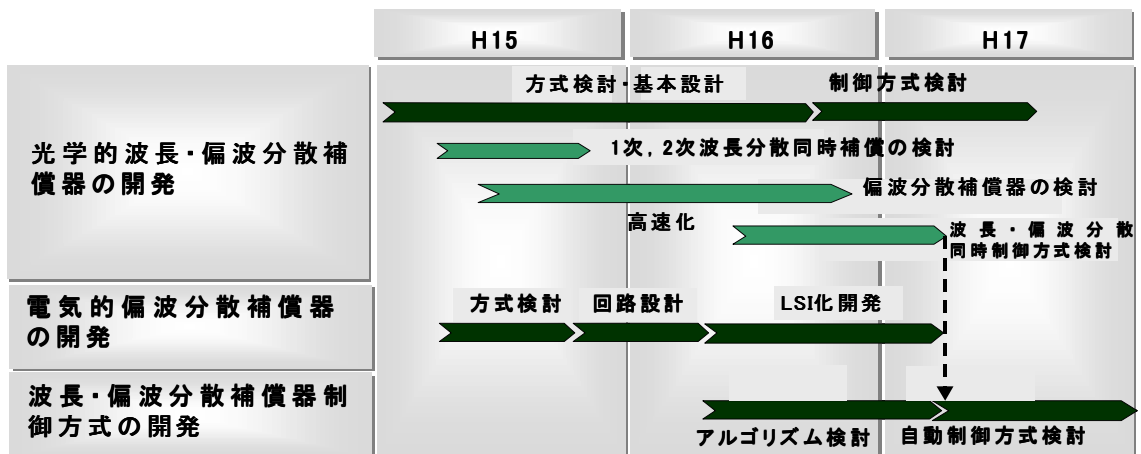 H15
H16
H17
光学的波長・偏波分散補
償器の開発
方式検討・基本設計
制御方式検討
1次,2次波長分散同時補償の検討
偏波分散補償器の検討
高速化
波長・偏波分散
同時制御方式検討
電気的偏波分散補償器
の開発
方式検討
回路設計
LSI化開発
波長・偏波分散補償器制
御方式の開発
アルゴリズム検討
自動制御方式検討